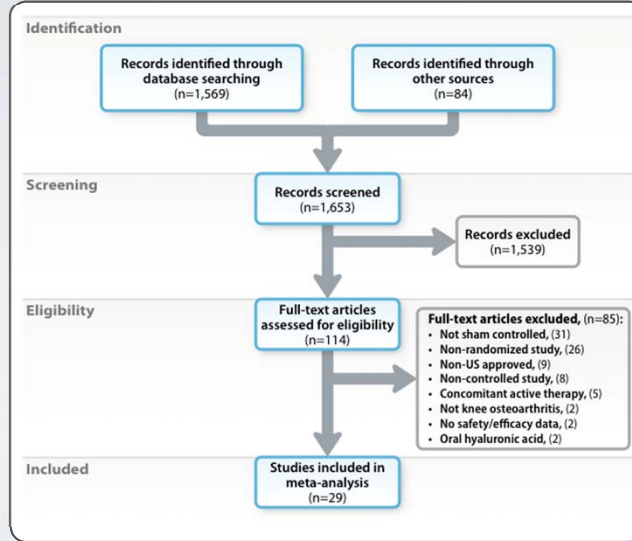 Identification
Records identified through
database searching
(n=1,569)
Records identified through
other sources
(n=84)
Screening
Records screened
(n=1,653)
Records excluded
(n=1,539)
Eligibility
Full-text articles
assessed for eligibility
(n=114)
Full-text articles excluded, (n=85):
• Not sham controlled, (31)
• Non-randomized study, (26)
• Non-US approved, (9)
• Non-controlled study, (8)
• Concomitant active therapy, (5)
• Not knee osteoarthritis, (2)
• No safety/efficacy data, (2)
• Oral hyaluronic acid, (2)
Included
Studies included in
meta-analysis
(n=29)